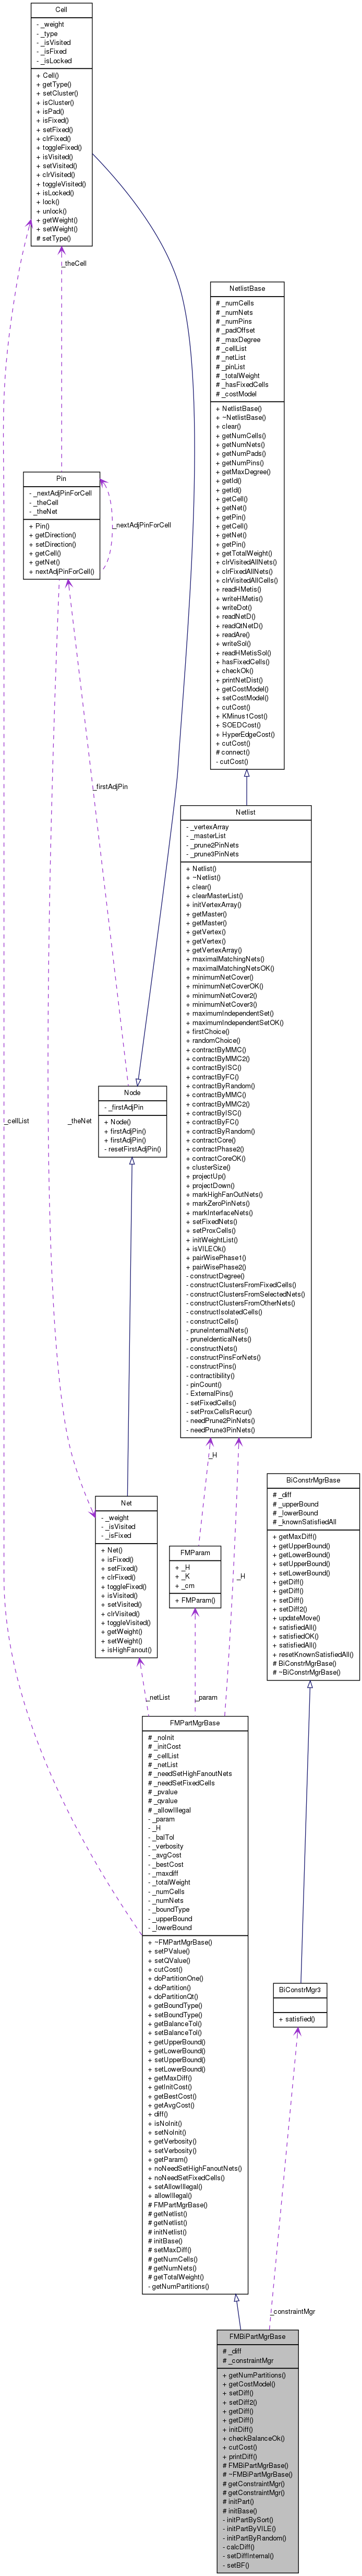 Cell
- _weight
- _type
- _isVisited
- _isFixed
- _isLocked
+ Cell()
+ getType()
+ setCluster()
+ isCluster()
+ isPad()
+ isFixed()
+ setFixed()
+ clrFixed()
+ toggleFixed()
+ isVisited()
+ setVisited()
+ clrVisited()
+ toggleVisited()
+ isLocked()
+ lock()
+ unlock()
+ getWeight()
+ setWeight()
# setType()
_theCell
NetlistBase
# _numCells
# _numNets
# _numPins
# _padOffset
# _maxDegree
# _cellList
# _netList
# _pinList
# _totalWeight
# _hasFixedCells
# _costModel
+ NetlistBase()
+ ~NetlistBase()
+ clear()
+ getNumCells()
+ getNumNets()
+ getNumPads()
+ getNumPins()
+ getMaxDegree()
+ getId()
+ getId()
+ getCell()
+ getNet()
+ getPin()
+ getCell()
+ getNet()
+ getPin()
+ getTotalWeight()
+ clrVisitedAllNets()
+ clrFixedAllNets()
+ clrVisitedAllCells()
+ readHMetis()
+ writeHMetis()
+ writeDot()
+ readNetD()
+ readQtNetD()
+ readAre()
+ writeSol()
+ readHMetisSol()
+ hasFixedCells()
+ checkOk()
+ printNetDist()
+ getCostModel()
+ setCostModel()
+ cutCost()
+ KMinus1Cost()
+ SOEDCost()
+ HyperEdgeCost()
+ cutCost()
# connect()
- cutCost()
Pin
- _nextAdjPinForCell
- _theCell
- _theNet
+ Pin()
+ getDirection()
+ setDirection()
+ getCell()
+ getNet()
+ nextAdjPinForCell()
_nextAdjPinForCell
_firstAdjPin
Netlist
- _vertexArray
- _masterList
- _prune2PinNets
- _prune3PinNets
+ Netlist()
+ ~Netlist()
+ clear()
+ clearMasterList()
+ initVertexArray()
+ getMaster()
+ getMaster()
+ getVertex()
+ getVertex()
+ getVertexArray()
+ maximalMatchingNets()
+ maximalMatchingNetsOK()
+ minimumNetCover()
+ minimumNetCoverOK()
+ minimumNetCover2()
+ minimumNetCover3()
+ maximumIndependentSet()
+ maximumIndependentSetOK()
+ firstChoice()
+ randomChoice()
+ contractByMMC()
+ contractByMMC2()
+ contractByISC()
+ contractByFC()
+ contractByRandom()
+ contractByMMC()
+ contractByMMC2()
+ contractByISC()
+ contractByFC()
+ contractByRandom()
+ contractCore()
+ contractPhase2()
+ contractCoreOK()
+ clusterSize()
+ projectUp()
+ projectDown()
+ markHighFanOutNets()
+ markZeroPinNets()
+ markInterfaceNets()
+ setFixedNets()
+ setProxCells()
+ initWeightList()
+ isVILEOk()
+ pairWisePhase1()
+ pairWisePhase2()
- constructDegree()
- constructClustersFromFixedCells()
- constructClustersFromSelectedNets()
- constructClustersFromOtherNets()
- constructIsolatedCells()
- constructCells()
- pruneInternalNets()
- pruneIdenticalNets()
- constructNets()
- constructPinsForNets()
- constructPins()
- contractibility()
- pinCount()
- ExternalPins()
- setFixedCells()
- setProxCellsRecur()
- needPrune2PinNets()
- needPrune3PinNets()
Node
- _firstAdjPin
+ Node()
+ firstAdjPin()
+ firstAdjPin()
- resetFirstAdjPin()
_cellList
_theNet
_H
Net
- _weight
- _isVisited
- _isFixed
+ Net()
+ isFixed()
+ setFixed()
+ clrFixed()
+ toggleFixed()
+ isVisited()
+ setVisited()
+ clrVisited()
+ toggleVisited()
+ getWeight()
+ setWeight()
+ isHighFanout()
FMParam
+ _H
+ _K
+ _cm
+ FMParam()
_H
BiConstrMgrBase
# _diff
# _upperBound
# _lowerBound
# _knownSatisfiedAll
+ getMaxDiff()
+ getUpperBound()
+ getLowerBound()
+ setUpperBound()
+ setLowerBound()
+ getDiff()
+ getDiff()
+ setDiff()
+ setDiff2()
+ updateMove()
+ satisfiedAll()
+ satisfiedOK()
+ satisfiedAll()
+ resetKnownSatisfiedAll()
# BiConstrMgrBase()
# ~BiConstrMgrBase()
_netList
_param
FMPartMgrBase
# _noInit
# _initCost
# _cellList
# _netList
# _needSetHighFanoutNets
# _needSetFixedCells
# _pvalue
# _qvalue
# _allowIllegal
- _param
- _H
- _balTol
- _verbosity
- _avgCost
- _bestCost
- _maxdiff
- _totalWeight
- _numCells
- _numNets
- _boundType
- _upperBound
- _lowerBound
+ ~FMPartMgrBase()
+ setPValue()
+ setQValue()
+ cutCost()
+ doPartitionOne()
+ doPartition()
+ doPartitionQt()
+ getBoundType()
+ setBoundType()
+ getBalanceTol()
+ setBalanceTol()
+ getUpperBound()
+ getLowerBound()
+ setUpperBound()
+ setLowerBound()
+ getMaxDiff()
+ getInitCost()
+ getBestCost()
+ getAvgCost()
+ diff()
+ isNoInit()
+ setNoInit()
+ getVerbosity()
+ setVerbosity()
+ getParam()
+ noNeedSetHighFanoutNets()
+ noNeedSetFixedCells()
+ setAllowIllegal()
+ allowIllegal()
# FMPartMgrBase()
# getNetlist()
# getNetlist()
# initNetlist()
# initBase()
# setMaxDiff()
# getNumCells()
# getNumNets()
# getTotalWeight()
- getNumPartitions()
BiConstrMgr3
+ satisfied()
_constraintMgr
FMBiPartMgrBase
# _diff
# _constraintMgr
+ getNumPartitions()
+ getCostModel()
+ setDiff()
+ setDiff2()
+ getDiff()
+ getDiff()
+ initDiff()
+ checkBalanceOk()
+ cutCost()
+ printDiff()
# FMBiPartMgrBase()
# ~FMBiPartMgrBase()
# getConstraintMgr()
# getConstraintMgr()
# initPart()
# initBase()
- initPartBySort()
- initPartByVILE()
- initPartByRandom()
- calcDiff()
- setDiffInternal()
- setBF()